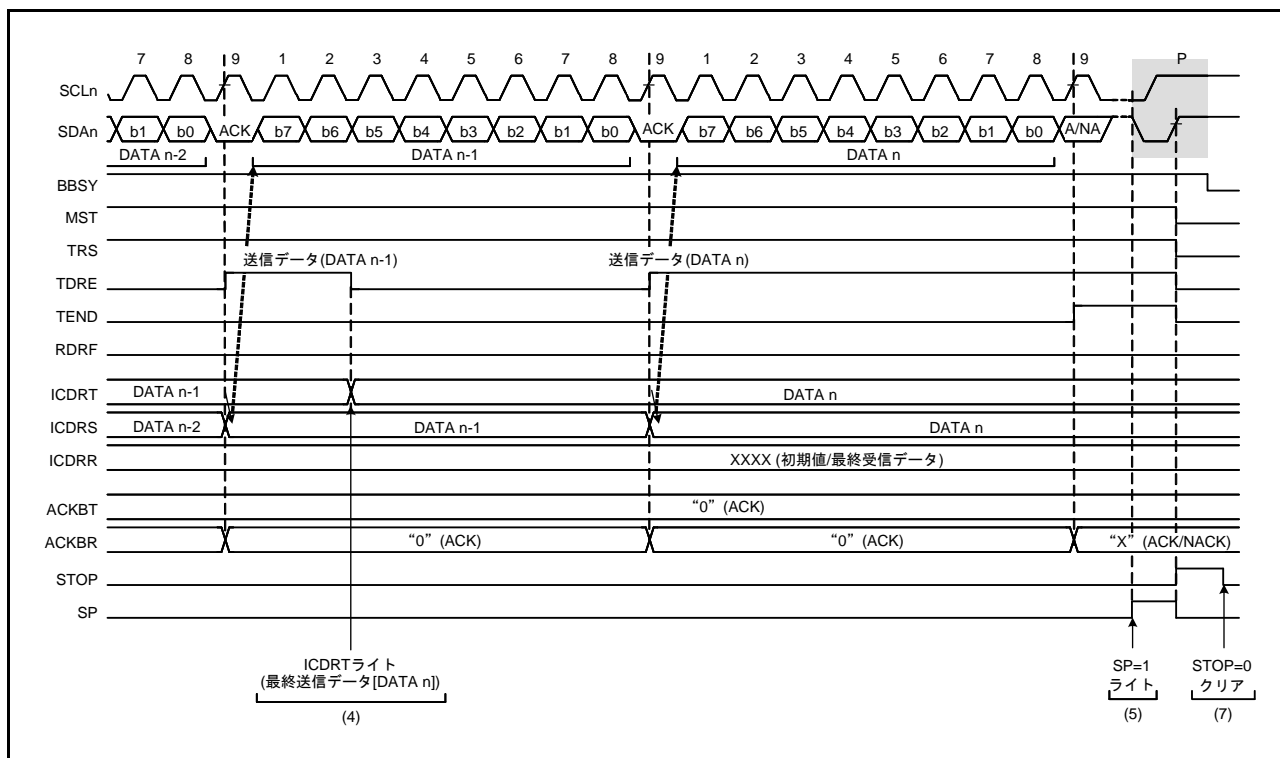 7 8 9 1 2 3 4 5 6 7 8 9 1 2 3 4 5 6 7 8 9 P
SCLn
SDAn b1 b0 ACK b7 b6 b5 b4 b3 b2 b1 b0 ACK b7 b6 b5 b4 b3 b2 b1 b0 A/NA
DATA n-2 DATA n-1 DATA n
BBSY
MST
TRS
送信データ(DATA n-1) 送信データ(DATA n)
TDRE
TEND
RDRF
ICDRT DATA n-1 DATA n
ICDRS DATA n-2 DATA n-1 DATA n
ICDRR XXXX (初期値/最終受信データ)
ACKBT “0” (ACK)
ACKBR “0” (ACK) “0” (ACK) “X” (ACK/NACK)
STOP
SP
ICDRTライト
(最終送信データ[DATA n])
(4)
SP=1
ライト
(5)
STOP=0
クリア
(7)